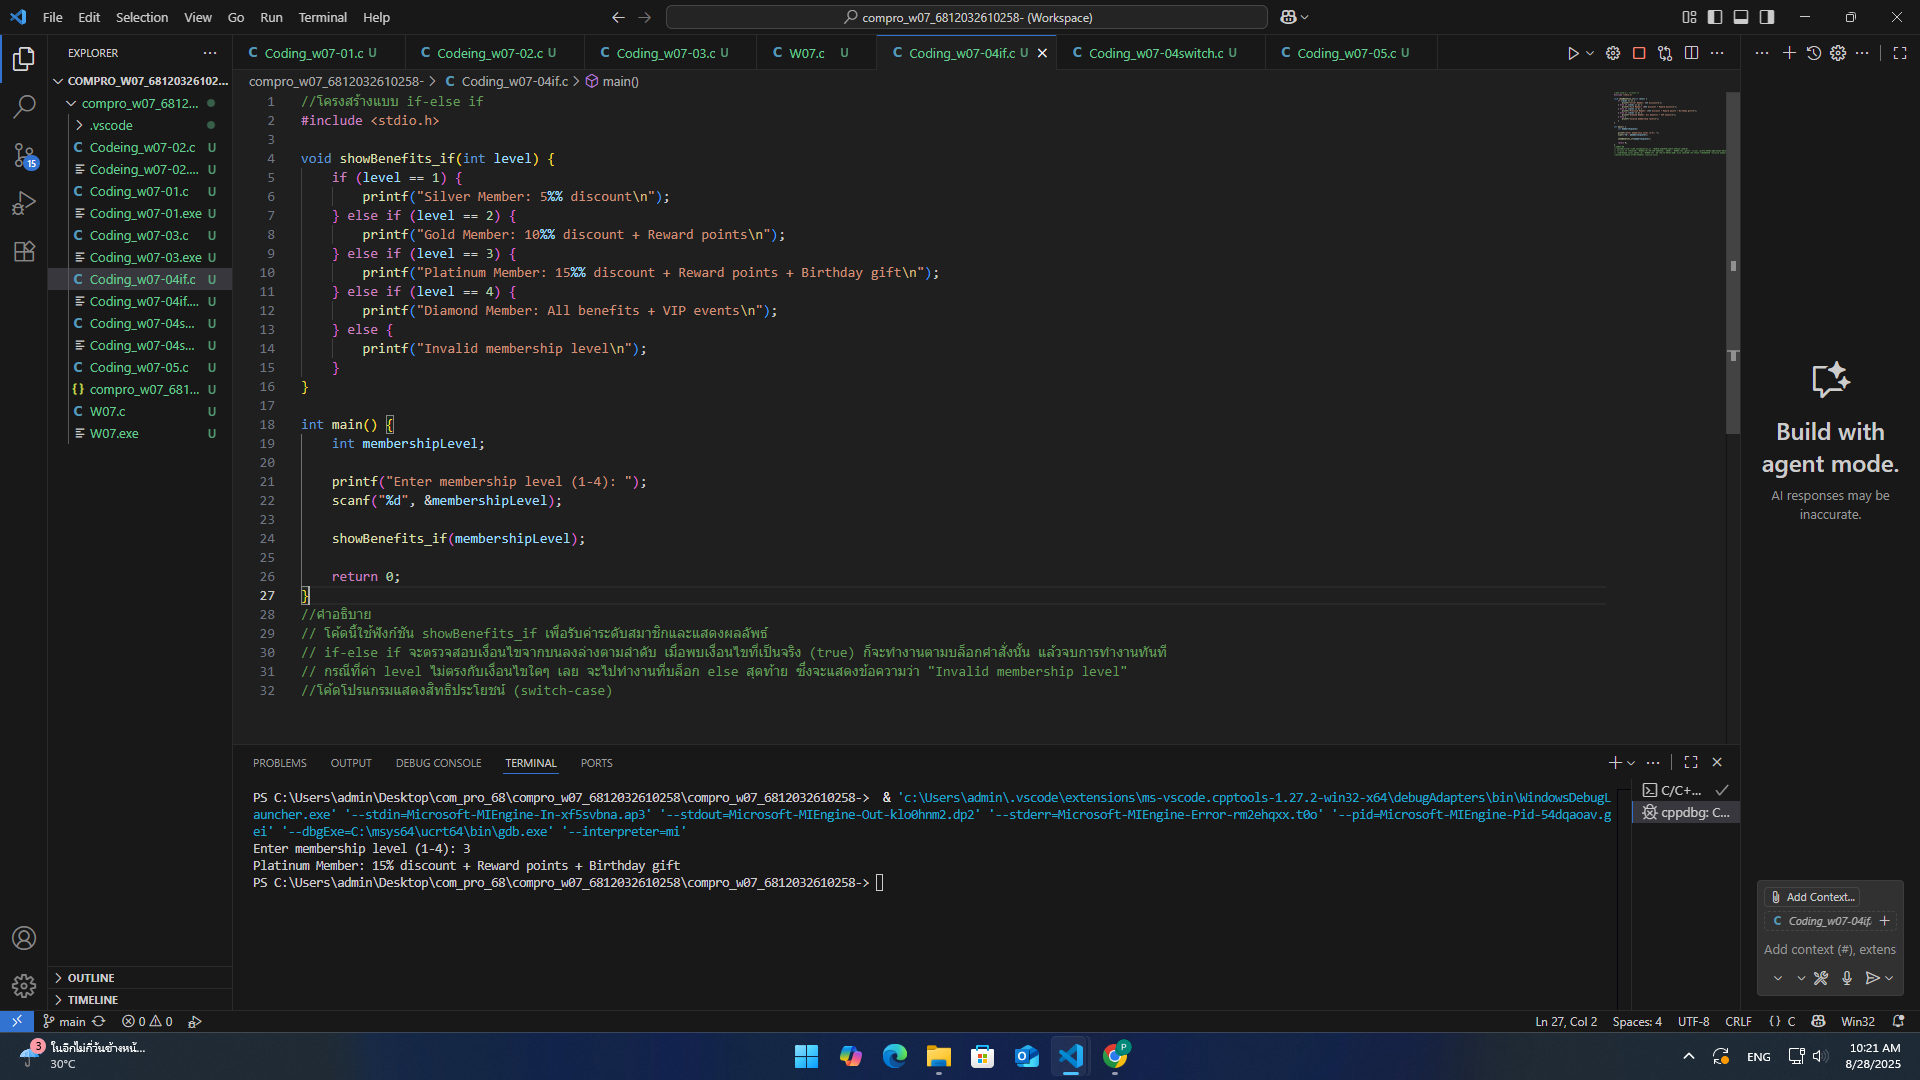 File Edit Selection View Go Run Terminal Help
compro_w07_6812032610258- (Workspace)
EXPLORER
COMPRO_W07_68120326102...
compro_w07_6812...
.vscode
Codeing_w07-02.c U
Codeing_w07-02.... U
Coding_w07-01.c U
Coding_w07-01.exe U
Coding_w07-03.c U
Coding_w07-03.exe U
Coding_w07-04if.c U
Coding_w07-04if.... U
Coding_w07-04s... U
Coding_w07-04s... U
Coding_w07-05.c U
{} compro_w07_681... U
W07.c U
W07.exe U
OUTLINE
TIMELINE
15
Coding_w07-01.c U Codeing_w07-02.c U Coding_w07-03.c U W07.c U Coding_w07-04if.c U Coding_w07-04switch.c U Coding_w07-05.c U
compro_w07_6812032610258- > C Coding_w07-04if.c > main()
1 //โครงสร้างแบบ if-else if
2 #include <stdio.h>
3
4 void showBenefits_if(int level) {
5 if (level == 1) {
6 printf("Silver Member: 5%% discount\n");
7 } else if (level == 2) {
8 printf("Gold Member: 10%% discount + Reward points\n");
9 } else if (level == 3) {
10 printf("Platinum Member: 15%% discount + Reward points + Birthday gift\n");
11 } else if (level == 4) {
12 printf("Diamond Member: All benefits + VIP events\n");
13 } else {
14 printf("Invalid membership level\n");
15 }
16 }
17
18 int main() {
19 int membershipLevel;
20
21 printf("Enter membership level (1-4): ");
22 scanf("%d", &membershipLevel);
23
24 showBenefits_if(membershipLevel);
25
26 return 0;
27 }
28 //คำอธิบาย
29 // โค้ดนี้ใช้ฟังก์ชัน showBenefits_if เพื่อรับค่าระดับสมาชิกและแสดงผลลัพธ์
30 // if-else if จะตรวจสอบเงื่อนไขจากบนลงล่างตามลำดับ เมื่อพบเงื่อนไขที่เป็นจริง (true) ก็จะทำงานตามบล็อกคำสั่งนั้น แล้วจบการทำงานทันที
31 // กรณีที่ค่า level ไม่ตรงกับเงื่อนไขใดๆ เลย จะไปทำงานที่บล็อก else สุดท้าย ซึ่งจะแสดงข้อความว่า "Invalid membership level"
32 //โค้ดโปรแกรมแสดงสิทธิประโยชน์ (switch-case)
PROBLEMS OUTPUT DEBUG CONSOLE TERMINAL PORTS
PS C:\Users\admin\Desktop\com_pro_68\compro_w07_6812032610258\compro_w07_6812032610258-> & 'c:\Users\admin\.vscode\extensions\ms-vscode.cpptools-1.27.2-win32-x64\debugAdapters\bin\WindowsDebugL
auncher.exe' '--stdin=Microsoft-MIEngine-In-xf5svbna.ap3' '--stdout=Microsoft-MIEngine-Out-klo0hnm2.dp2' '--stderr=Microsoft-MIEngine-Error-rm2ehqxx.t0o' '--pid=Microsoft-MIEngine-Pid-54dqaoav.g
ei' '--dbgExe=C:\msys64\ucrt64\bin\gdb.exe' '--interpreter=mi'
Enter membership level (1-4): 3
Platinum Member: 15% discount + Reward points + Birthday gift
PS C:\Users\admin\Desktop\com_pro_68\compro_w07_6812032610258\compro_w07_6812032610258->
C/C+...
cppdbg: C...
Build with
agent mode.
AI responses may be
inaccurate.
Add Context...
C Coding_w07-04if. +
Add context (#), extens
main 0 0 Ln 27, Col 2 Spaces: 4 UTF-8 CRLF {} C Win32
3 ในอีกไม่กี่วันข้างหน้...
30°C
P
ENG
10:21 AM
8/28/2025